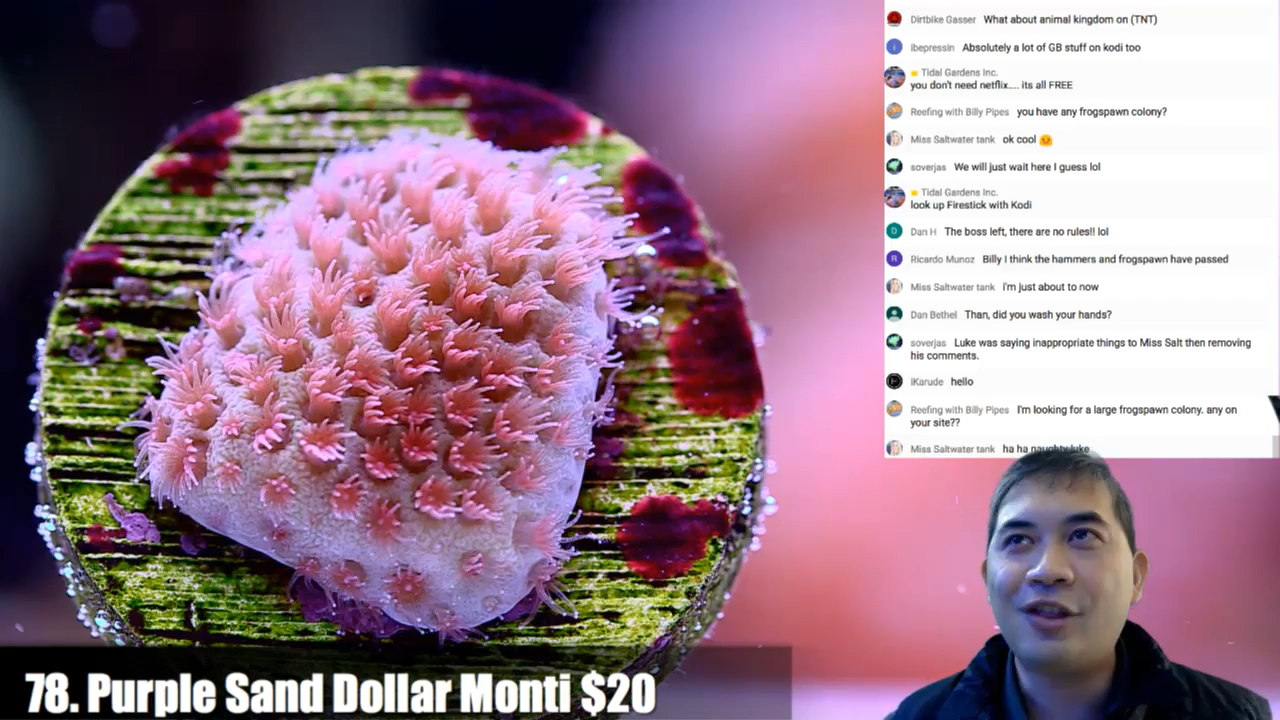 Dirtbike Gasser What about animal kingdom on (TNT)
ibepressin Absolutely a lot of GB stuff on kodi too
Tidal Gardens Inc.
you don't need netflix.... its all FREE
Reefing with Billy Pipes you have any frogspawn colony?
Miss Saltwater tank ok cool
soverjas We will just wait here I guess lol
Tidal Gardens Inc.
look up Firestick with Kodi
D Dan H The boss left, there are no rules!! lol
R Ricardo Munoz Billy I think the hammers and frogspawn have passed
Miss Saltwater tank i'm just about to now
Dan Bethel Than, did you wash your hands?
soverjas Luke was saying inappropriate things to Miss Salt then removing
his comments.
IKarude hello
Reefing with Billy Pipes I'm looking for a large frogspawn colony. any on
your site??
Miss Saltwater tank ha ha naughty luke
78. Purple Sand Dollar Monti $20